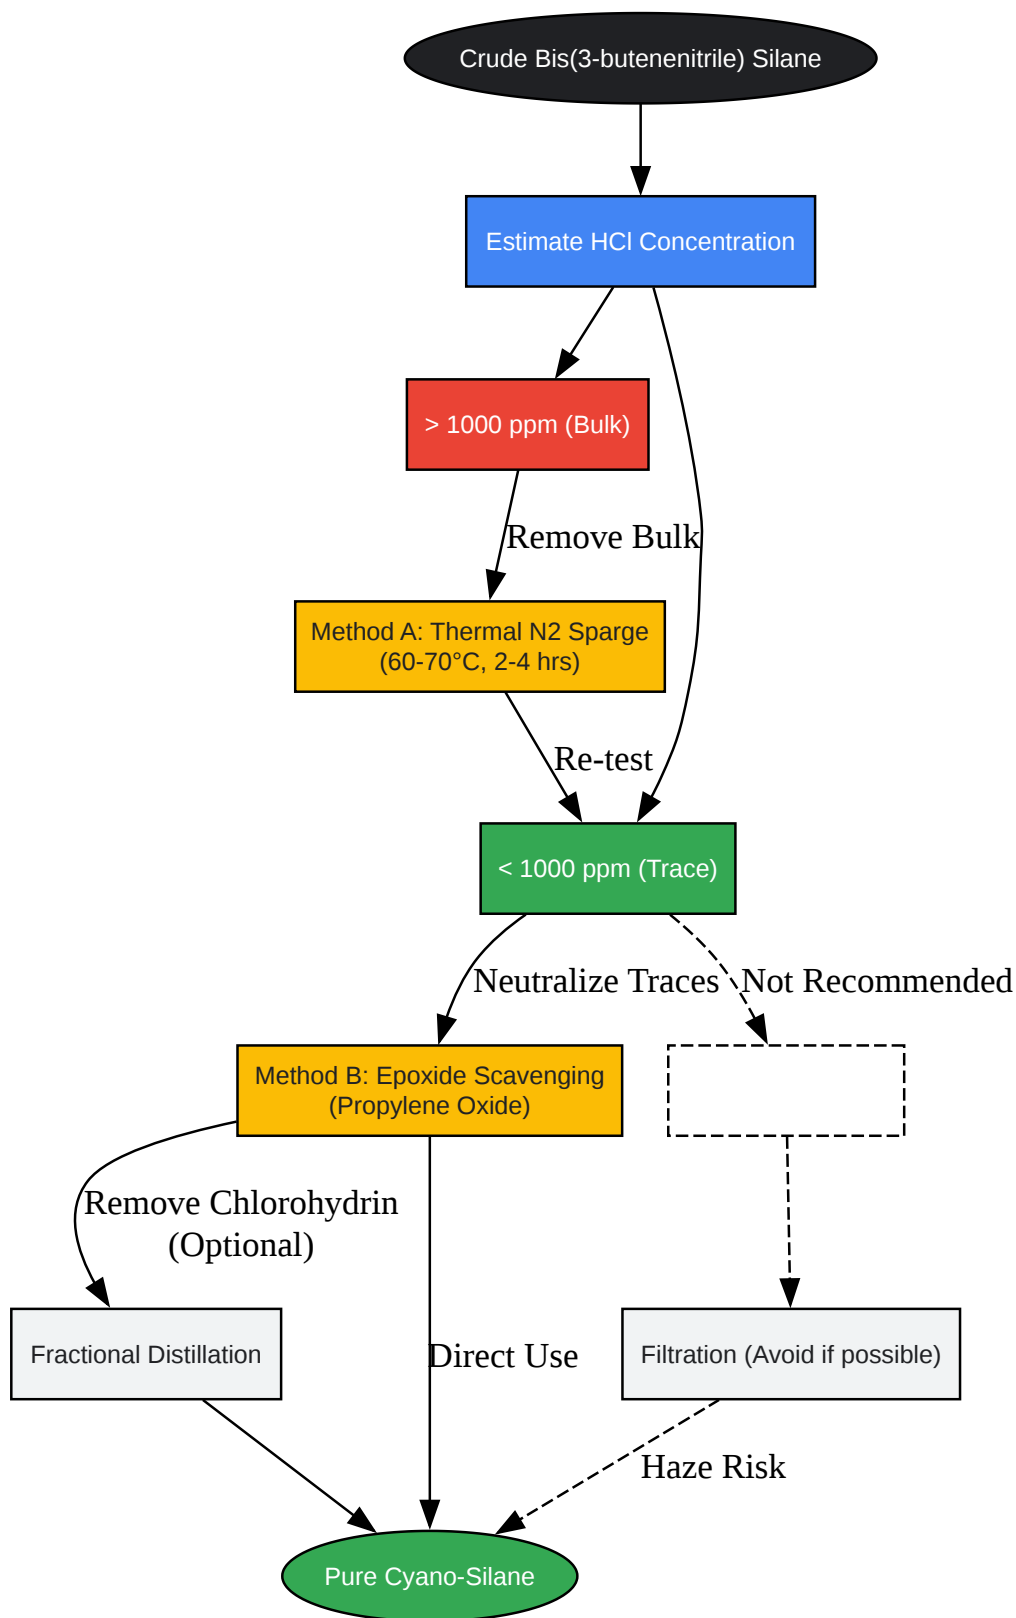 Crude Bis(3-butenenitrile) Silane
Estimate HCl Concentration
> 1000 ppm (Bulk)
Remove Bulk
Method A: Thermal N2 Sparge
(60-70°C, 2-4 hrs)
Re-test
< 1000 ppm (Trace)
Neutralize Traces
Not Recommended
Method B: Epoxide Scavenging
(Propylene Oxide)
Remove Chlorohydrin
(Optional)
Fractional Distillation
Direct Use
Filtration (Avoid if possible)
Haze Risk
Pure Cyano-Silane